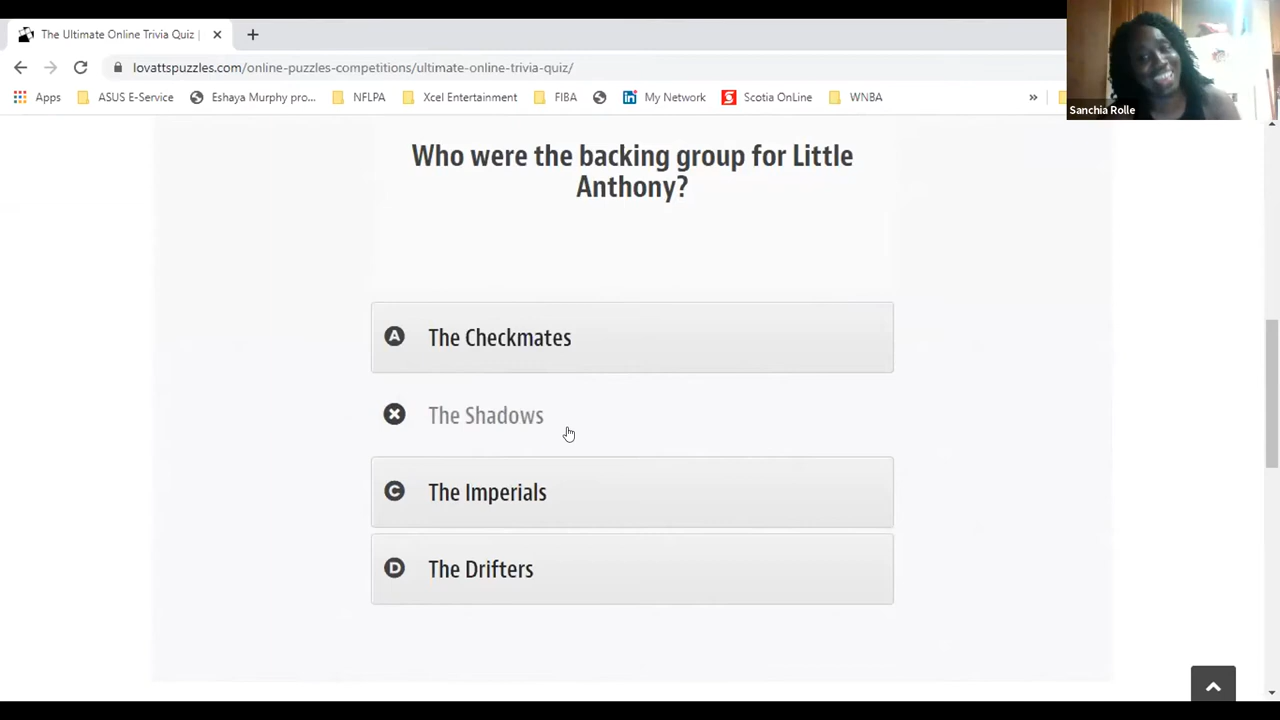 The Ultimate Online Trivia Quiz |
lovattspuzzles.com/online-puzzles-competitions/ultimate-online-trivia-quiz/
Apps ASUS E-Service Eshaya Murphy pro... NFLPA Xcel Entertainment FIBA My Network Scotia OnLine WNBA »
Sanchia Rolle
Who were the backing group for Little
Anthony?
A The Checkmates
The Shadows
C The Imperials
D The Drifters